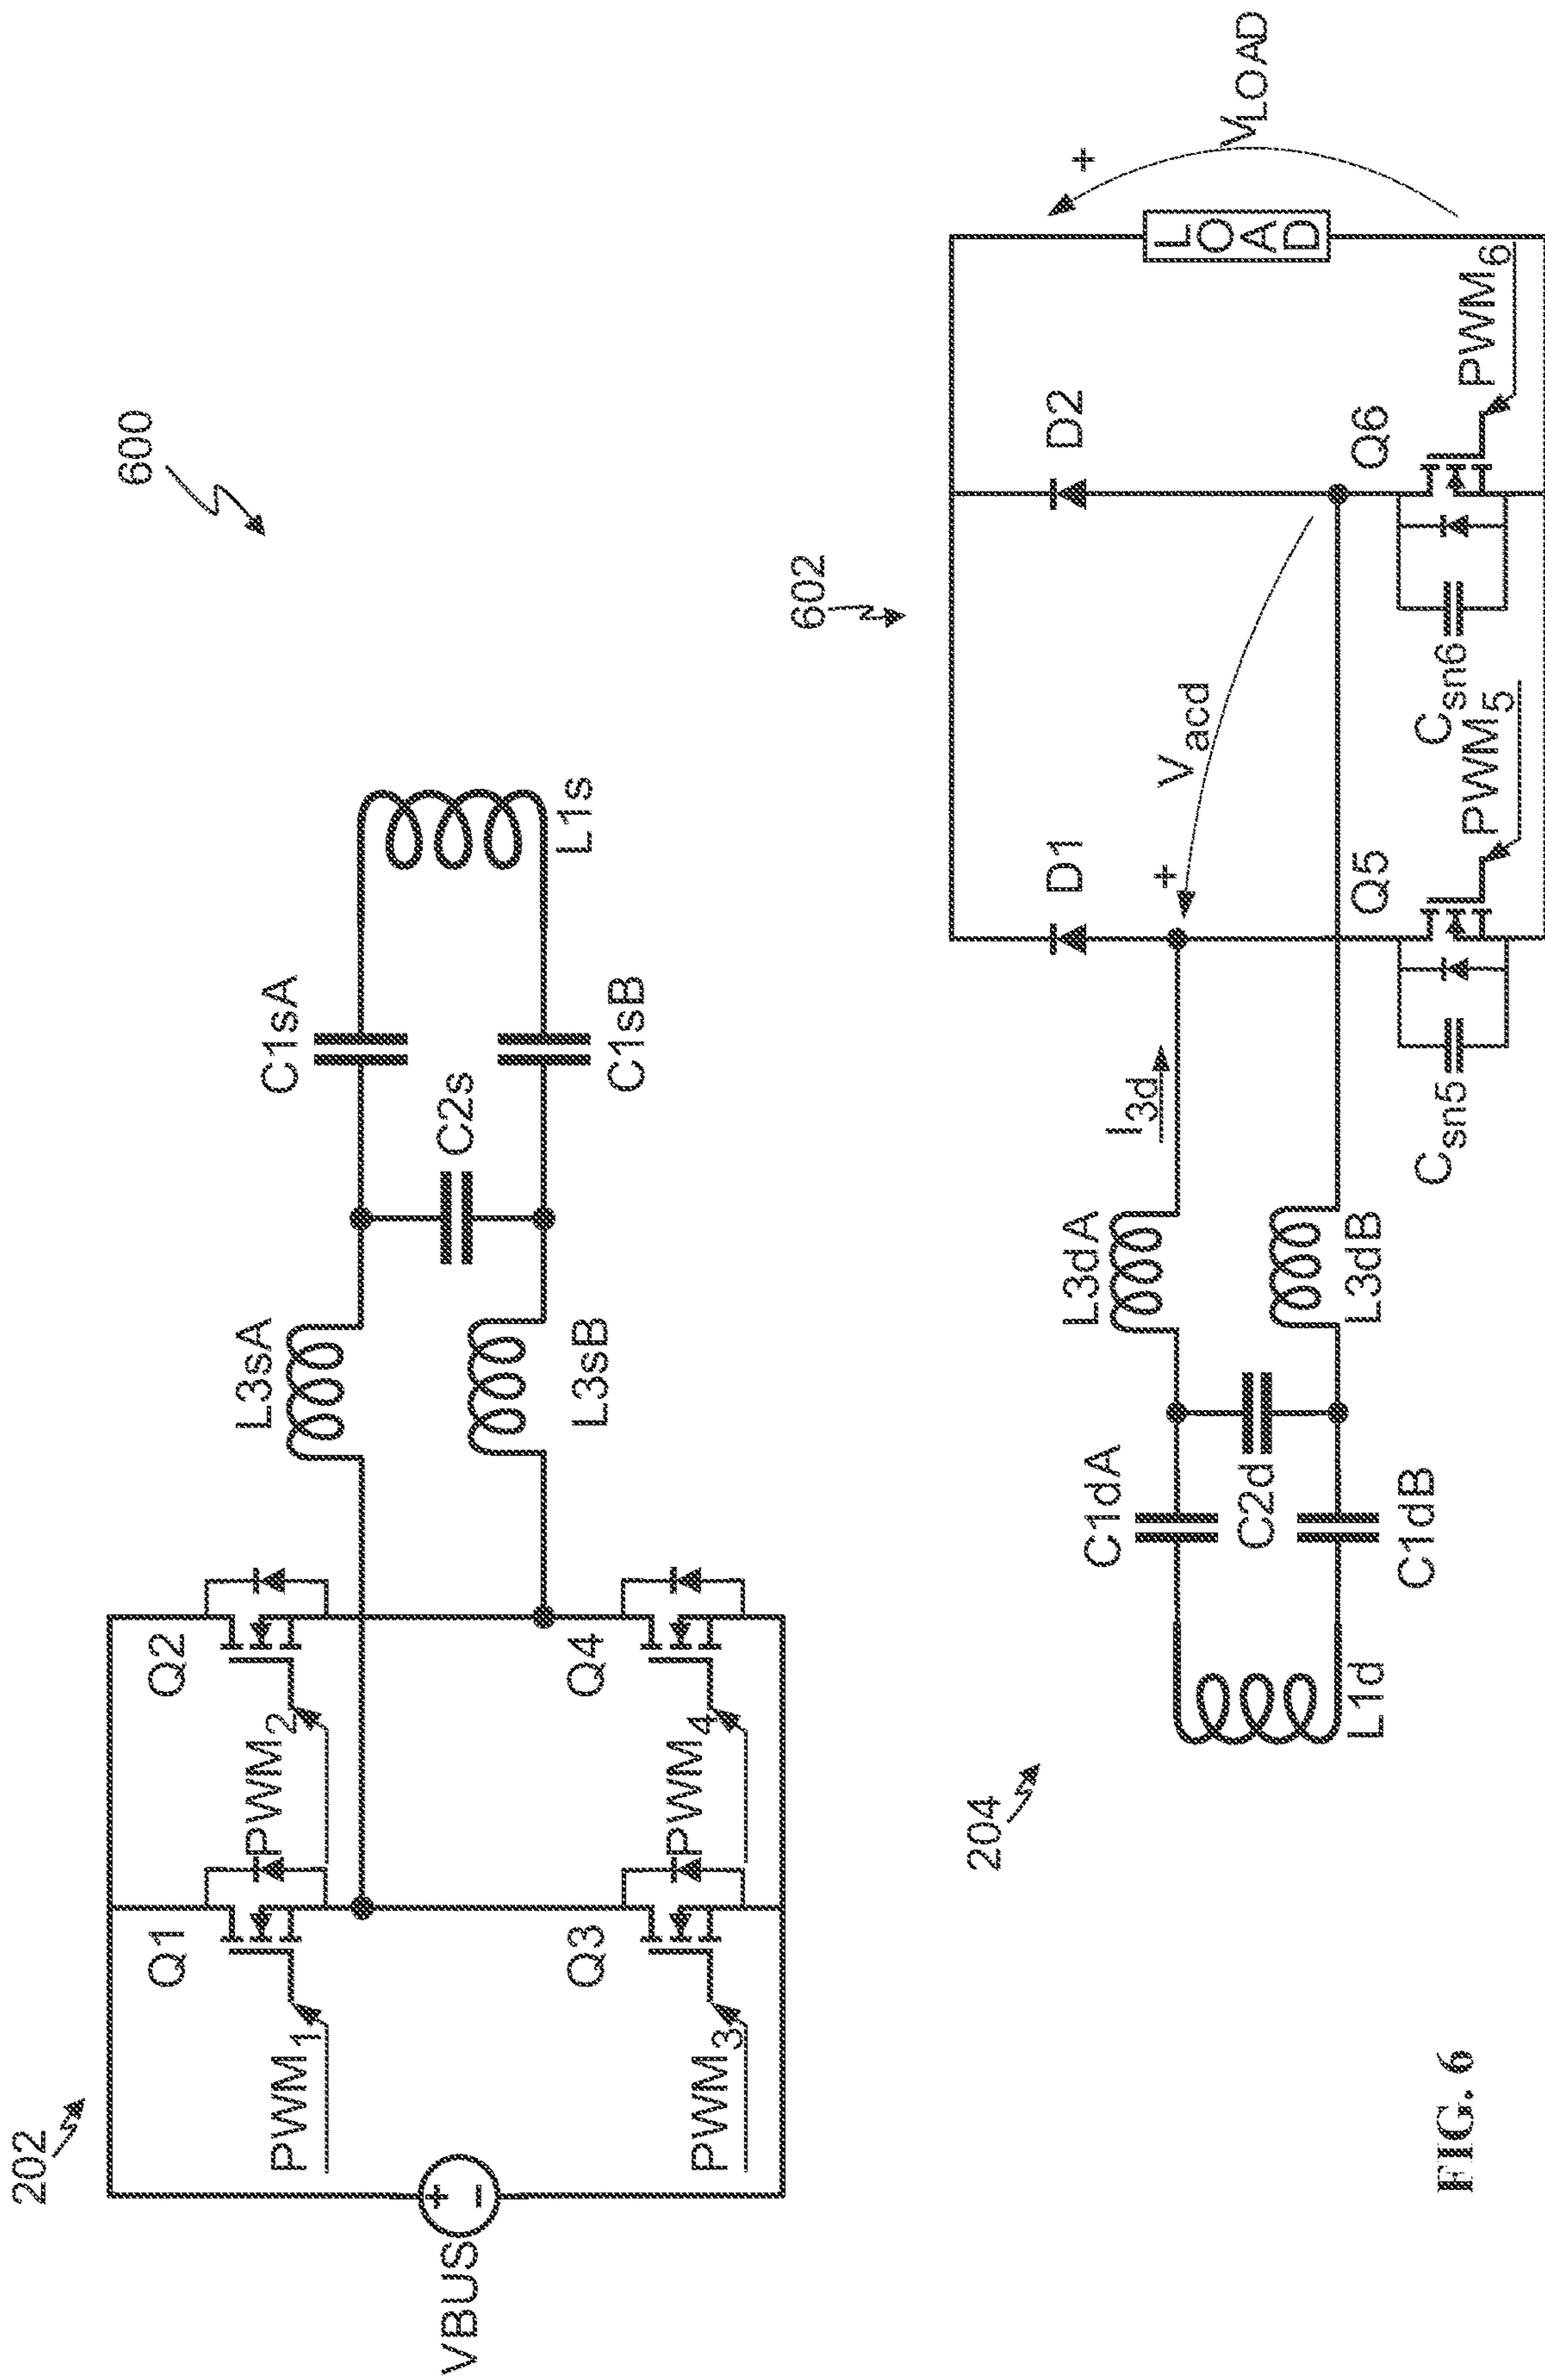 600
202
Q1
Q2
PWM1
PWM2
VBUS
+
−
Q3
Q4
PWM3
PWM4
L3sA
L3sB
C2s
C1sA
C1sB
L1s
602
204
L1d
C1dA
C2d
C1dB
L3dA
L3dB
I3d
D1
D2
+
Vacd
Q5
Q6
Csn5
PWM5
Csn6
PWM6
LOAD
+
VLOAD
FIG. 6